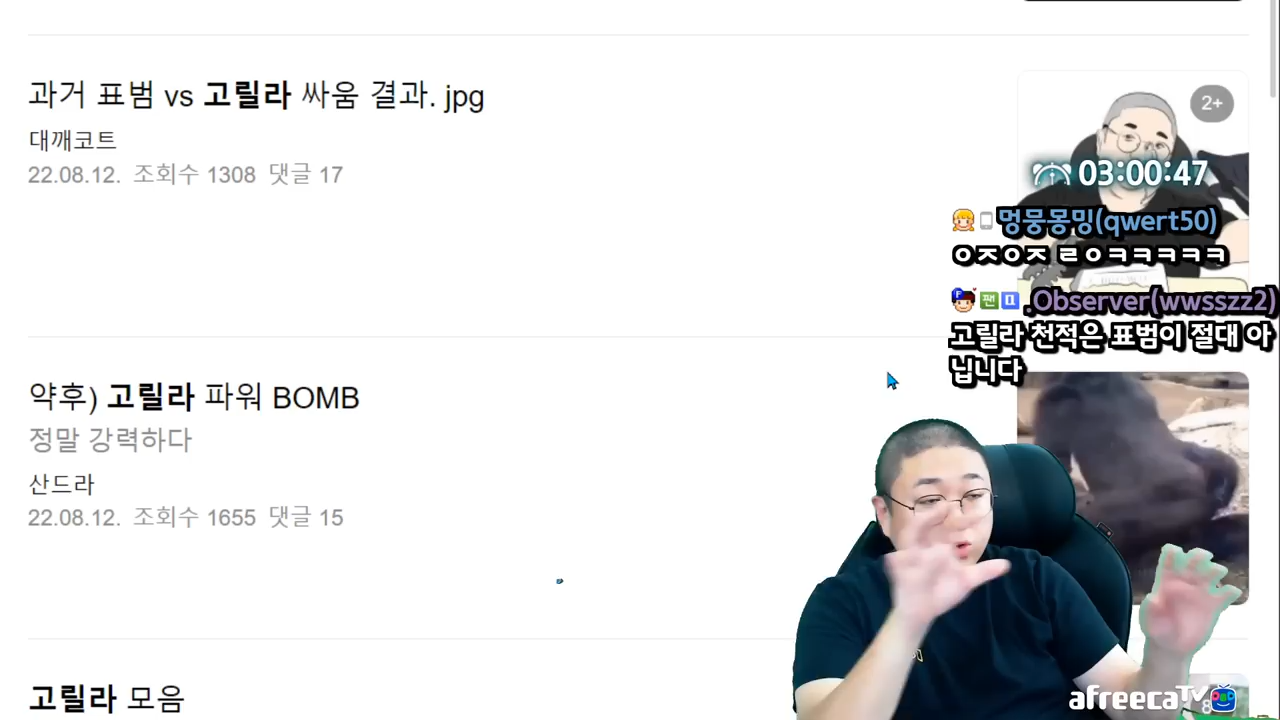 과거 표범 vs 고릴라 싸움 결과. jpg
대깨코트
22.08.12. 조회수 1308 댓글 17
2+
03:00:47
멍뭉몽밍(qwert50)
ㅇㅈㅇㅈ ㄹㅇㅋㅋㅋㅋㅋ
팬 .Observer(wwsszz2)
고릴라 천적은 표범이 절대 아
닙니다
약후) 고릴라 파워 BOMB
정말 강력하다
산드라
22.08.12. 조회수 1655 댓글 15
고릴라 모음
afreecaTV